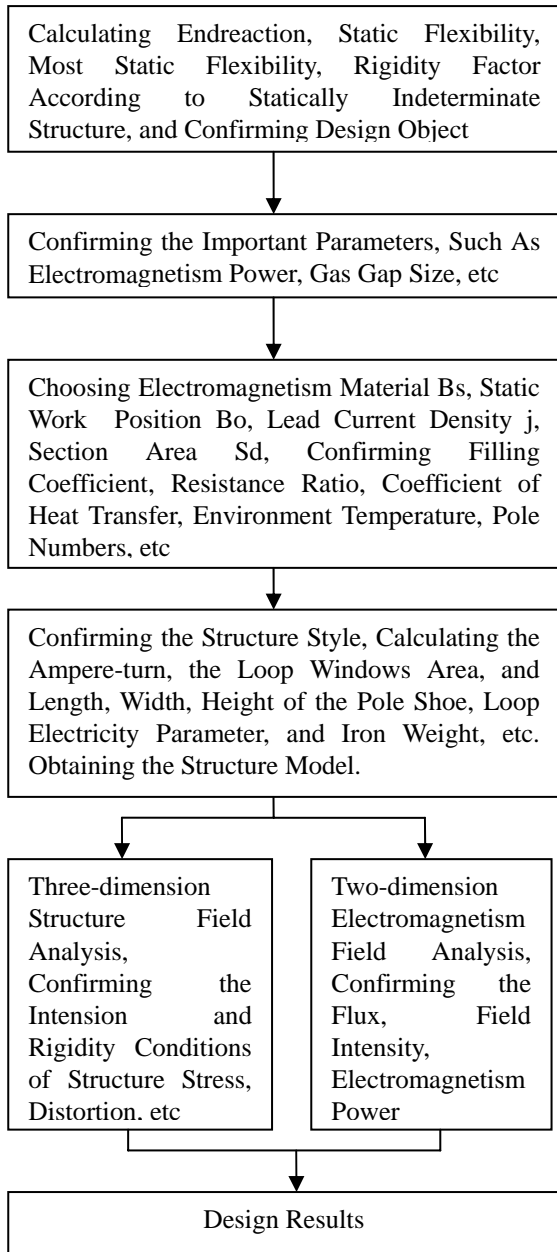 Calculating Endreaction, Static Flexibility,
Most Static Flexibility, Rigidity Factor
According to Statically Indeterminate
Structure, and Confirming Design Object
Confirming the Important Parameters, Such As
Electromagnetism Power, Gas Gap Size, etc
Choosing Electromagnetism Material Bs, Static
Work Position Bo, Lead Current Density j,
Section Area Sd, Confirming Filling
Coefficient, Resistance Ratio, Coefficient of
Heat Transfer, Environment Temperature, Pole
Numbers, etc
Confirming the Structure Style, Calculating the
Ampere-turn, the Loop Windows Area, and
Length, Width, Height of the Pole Shoe, Loop
Electricity Parameter, and Iron Weight, etc.
Obtaining the Structure Model.
Three-dimension
Structure Field
Analysis,
Confirming the
Intension and
Rigidity Conditions
of Structure Stress,
Distortion, etc
Two-dimension
Electromagnetism
Field Analysis,
Confirming the
Flux, Field
Intensity,
Electromagnetism
Power
Design Results